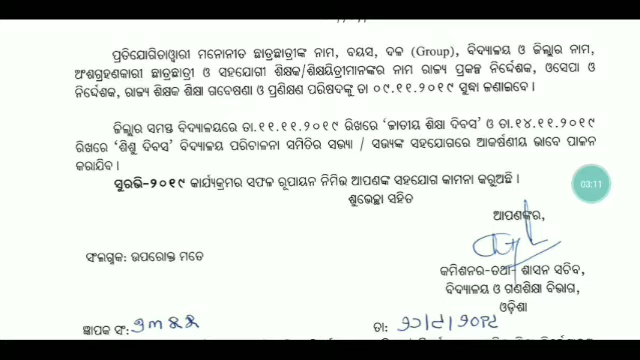 ପ୍ରତିଯୋଗିତାୱାରୀ ମନୋନୀତ ଛାତ୍ରଛାତ୍ରୀଙ୍କ ନାମ, ବୟସ, ଦଳ (Group), ବିଦ୍ୟାଳୟ ଓ ଜିଲ୍ଲାର ନାମ,
ଅଂଶଗ୍ରହଣକାରୀ ଛାତ୍ରଛାତ୍ରୀ ଓ ସହଯୋଗୀ ଶିକ୍ଷକ/ଶିକ୍ଷୟିତ୍ରୀମାନଙ୍କର ନାମ ରାଜ୍ୟ ପ୍ରକଳ୍ପ ନିର୍ଦ୍ଦେଶକ, ଓସେପା ଓ
ନିର୍ଦ୍ଦେଶକ, ରାଜ୍ୟ ଶିକ୍ଷକ ଶିକ୍ଷା ଗବେଷଣା ଓ ପ୍ରଶିକ୍ଷଣ ପରିଷଦଙ୍କୁ ତା ୦୯.୧୧.୨୦୧୯ ସୁଦ୍ଧା ଜଣାଇବେ।
ଜିଲ୍ଲାର ସମସ୍ତ ବିଦ୍ୟାଳୟରେ ତା.୧୧.୧୧.୨୦୧୯ ରିଖରେ 'ଜାତୀୟ ଶିକ୍ଷା ଦିବସ' ଓ ତା.୧୪.୧୧.୨୦୧୯
ରିଖରେ 'ଶିଶୁ ଦିବସ' ବିଦ୍ୟାଳୟ ପରିଚାଳନା ସମିତିର ସଭ୍ୟା / ସଭ୍ୟଙ୍କ ସହଯୋଗରେ ଆକର୍ଷଣୀୟ ଭାବେ ପାଳନ
କରାଯିବ।
ସୁରଭି-୨୦୧୯ କାର୍ଯ୍ୟକ୍ରମର ସଫଳ ରୂପାୟନ ନିମିତ୍ତ ଆପଣଙ୍କ ସହଯୋଗ କାମନା କରୁଅଛି।
03:11
ଶୁଭେଚ୍ଛା ସହିତ
ଆପଣଙ୍କର,
ସଂଲଗ୍ନକ: ଉପରୋକ୍ତ ମତେ
କମିଶନର-ତଥା-ଶାସନ ସଚିବ,
ବିଦ୍ୟାଳୟ ଓ ଗଣଶିକ୍ଷା ବିଭାଗ,
ଓଡ଼ିଶା
ଜ୍ଞାପକ ସଂ:
ତା: